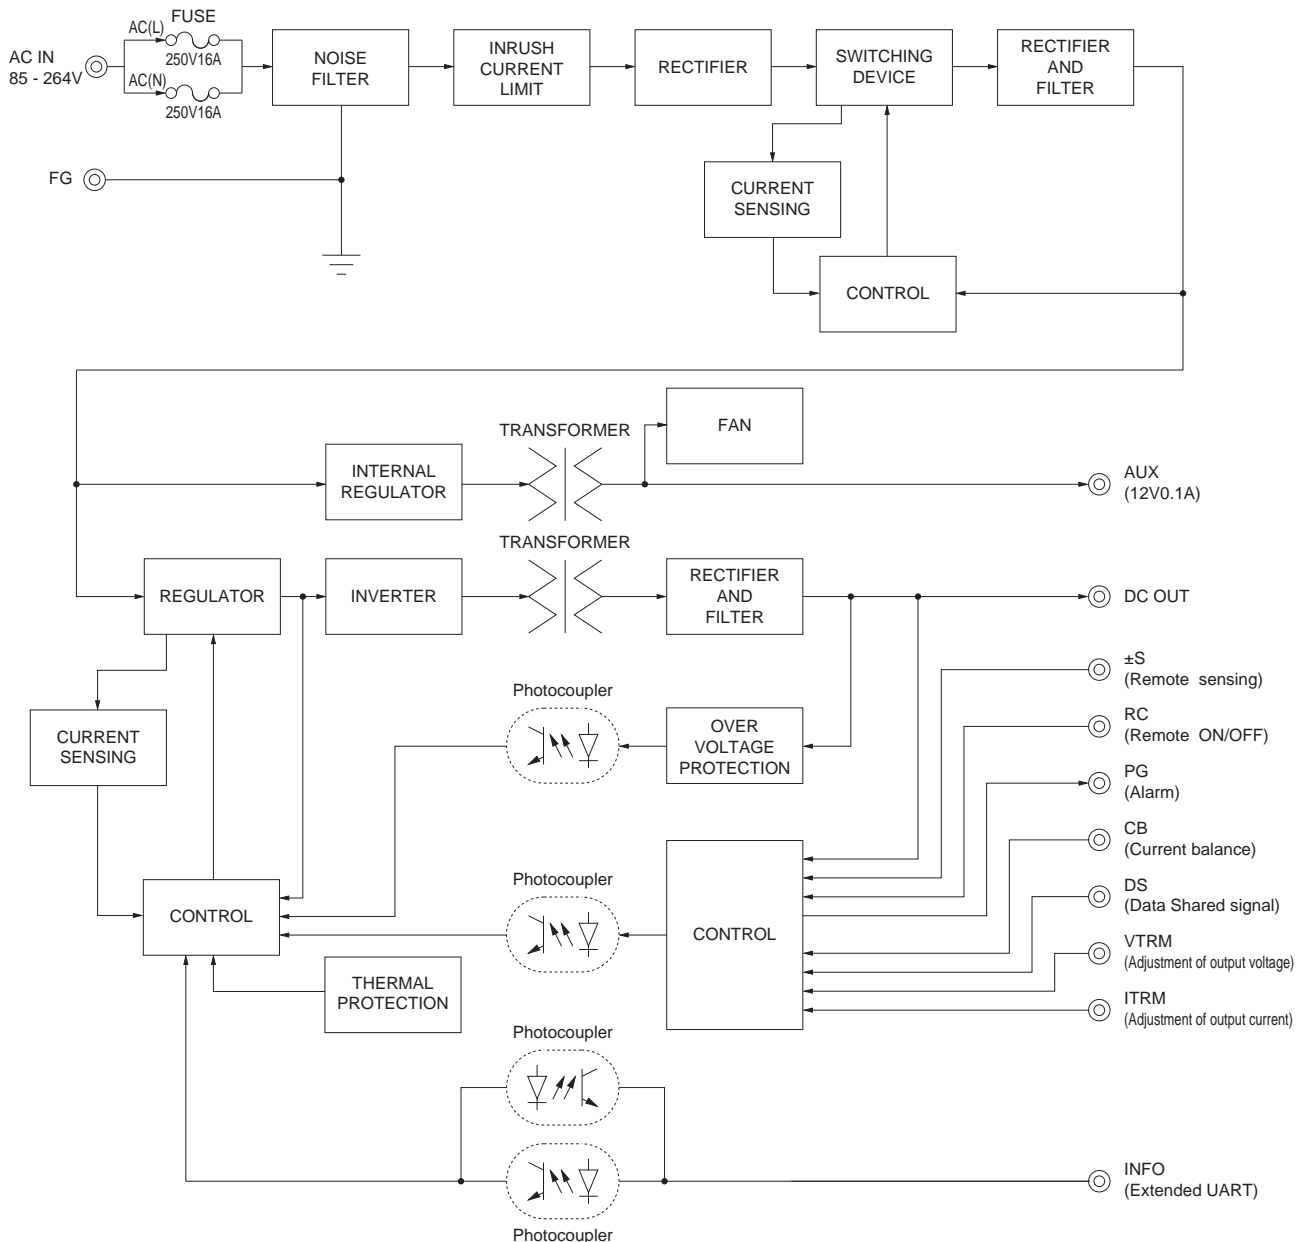 FUSE
AC(L)
250V16A
AC IN
85 - 264V
AC(N)
250V16A
NOISE
FILTER
INRUSH
CURRENT
LIMIT
RECTIFIER
SWITCHING
DEVICE
RECTIFIER
AND
FILTER
FG
CURRENT
SENSING
CONTROL
TRANSFORMER
FAN
INTERNAL
REGULATOR
AUX
(12V0.1A)
TRANSFORMER
REGULATOR
INVERTER
RECTIFIER
AND
FILTER
DC OUT
±S
(Remote sensing)
Photocoupler
CURRENT
SENSING
OVER
VOLTAGE
PROTECTION
RC
(Remote ON/OFF)
PG
(Alarm)
CB
(Current balance)
Photocoupler
CONTROL
CONTROL
DS
(Data Shared signal)
VTRM
(Adjustment of output voltage)
THERMAL
PROTECTION
ITRM
(Adjustment of output current)
Photocoupler
INFO
(Extended UART)
Photocoupler